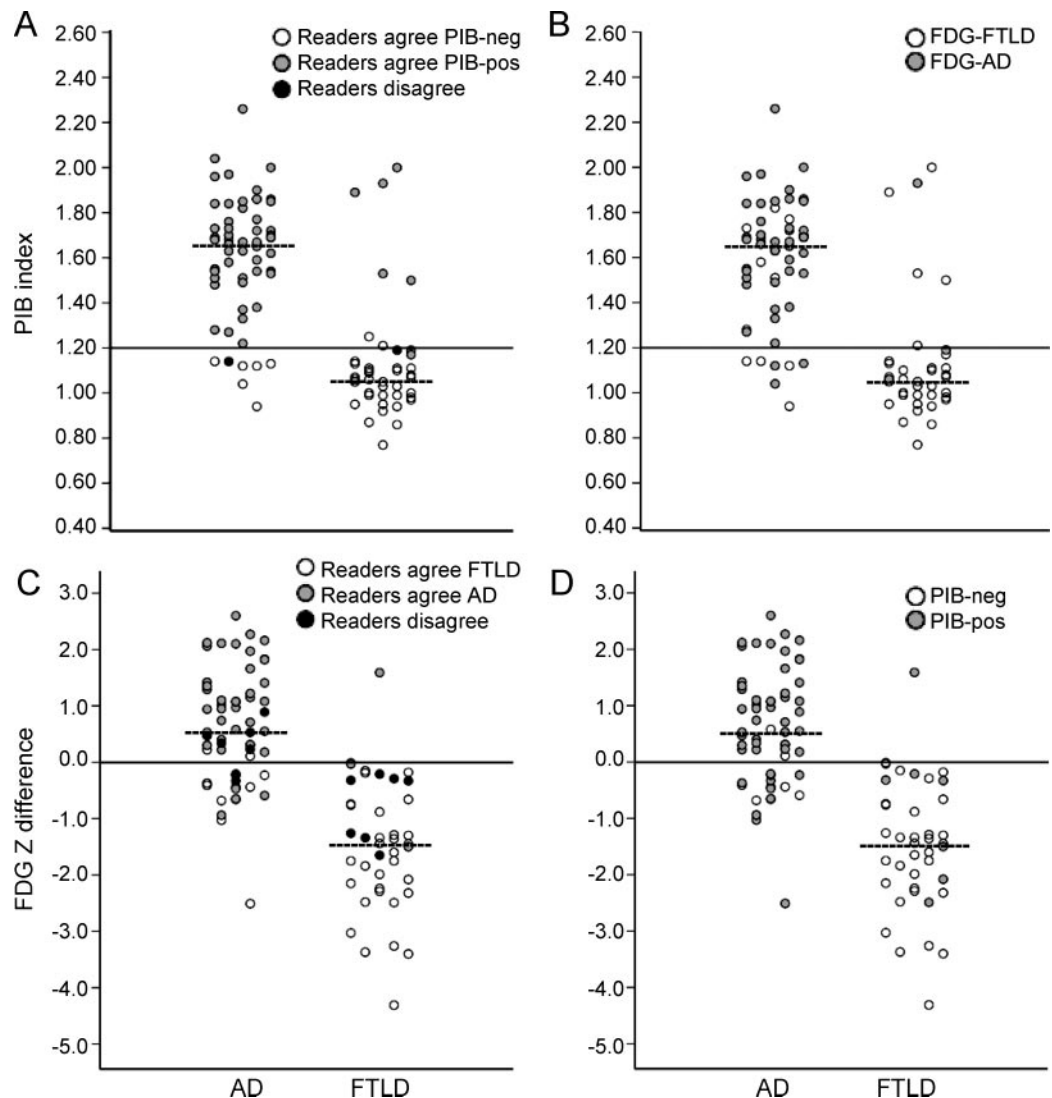 A
2.60
2.40
2.20
2.00
1.80
1.60
1.40
1.20
1.00
0.80
0.60
0.40
PIB index
Readers agree PIB-neg
Readers agree PIB-pos
Readers disagree
B
2.60
2.40
2.20
2.00
1.80
1.60
1.40
1.20
1.00
0.80
0.60
0.40
FDG-FTLD
FDG-AD
C
3.0
2.0
1.0
0.0
-1.0
-2.0
-3.0
-4.0
-5.0
FDG Z difference
Readers agree FTLD
Readers agree AD
Readers disagree
AD FTLD
D
3.0
2.0
1.0
0.0
-1.0
-2.0
-3.0
-4.0
-5.0
PIB-neg
PIB-pos
AD FTLD